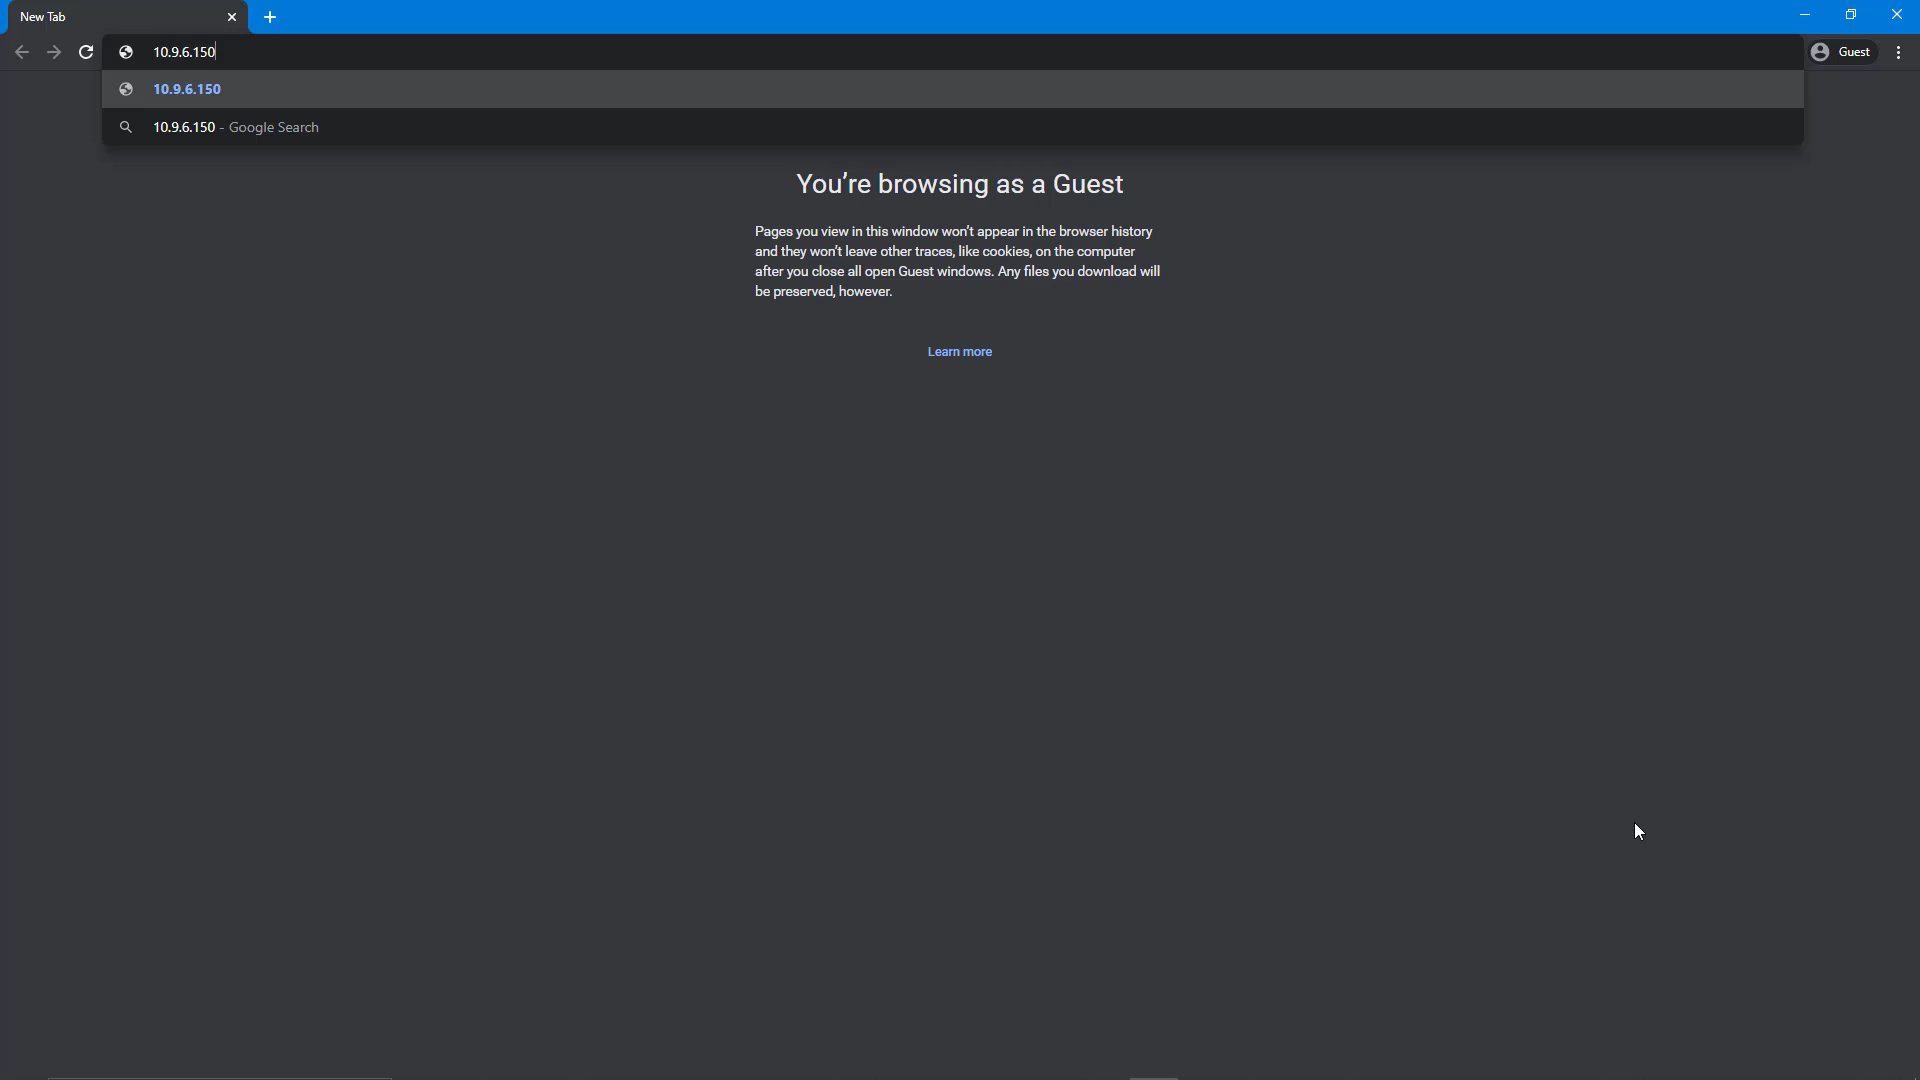 New Tab
10.9.6.150
Guest
10.9.6.150
10.9.6.150 - Google Search
You're browsing as a Guest
Pages you view in this window won't appear in the browser history
and they won't leave other traces, like cookies, on the computer
after you close all open Guest windows. Any files you download will
be preserved, however.
Learn more